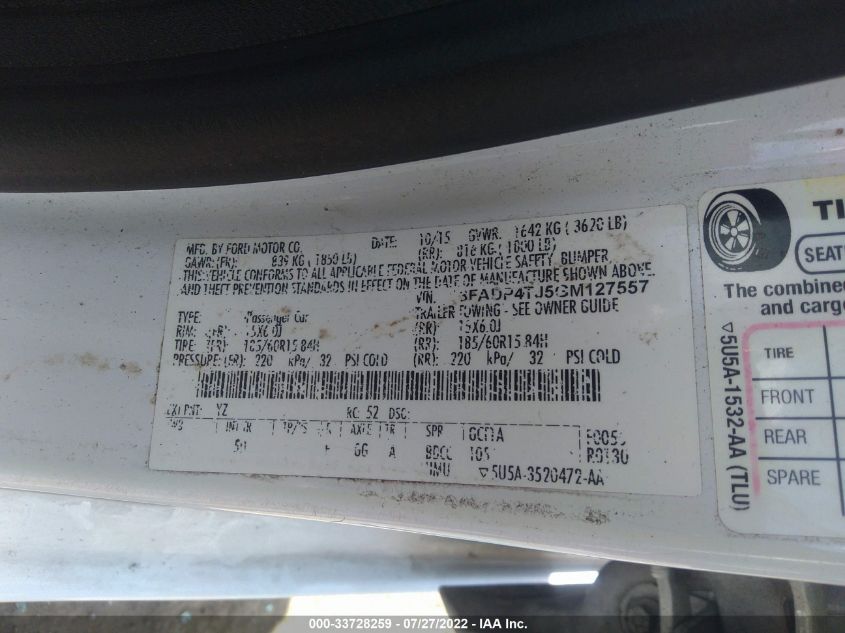 MFG. BY FORD MOTOR CO.
DATE: 10/15 GVWR: 1642 KG ( 3620 LB)
GAWR: (FR): 839 KG ( 1850 LB)
(RR): 816 KG ( 1800 LB)
THIS VEHICLE CONFORMS TO ALL APPLICABLE FEDERAL MOTOR VEHICLE SAFETY, BUMPER,
AND THEFT PREVENTION STANDARDS IN EFFECT ON THE DATE OF MANUFACTURE SHOWN ABOVE.
VIN: 3FADP4TJ5GM127557
TYPE: Passenger Car
TRAILER TOWING - SEE OWNER GUIDE
RIM: (FR) 15X6.0J
(RR) 15X6.0J
TIRE: (FR) 185/60R15 84H
(RR): 185/60R15 84H
PRESSURE: (FR): 220 kPa/ 32 PSI COLD
(RR): 220 kPa/ 32 PSI COLD
EXT PNT: YZ RC: 52 DSO:
INT TR AXLE TR SPR
GG A
▽5U5A-3520472-AA
TI
SEAT
The combine
and cargo
TIRE
FRONT
REAR
SPARE
▽5U5A-1532-AA (TLU)
000-33728259 - 07/27/2022 - IAA Inc.